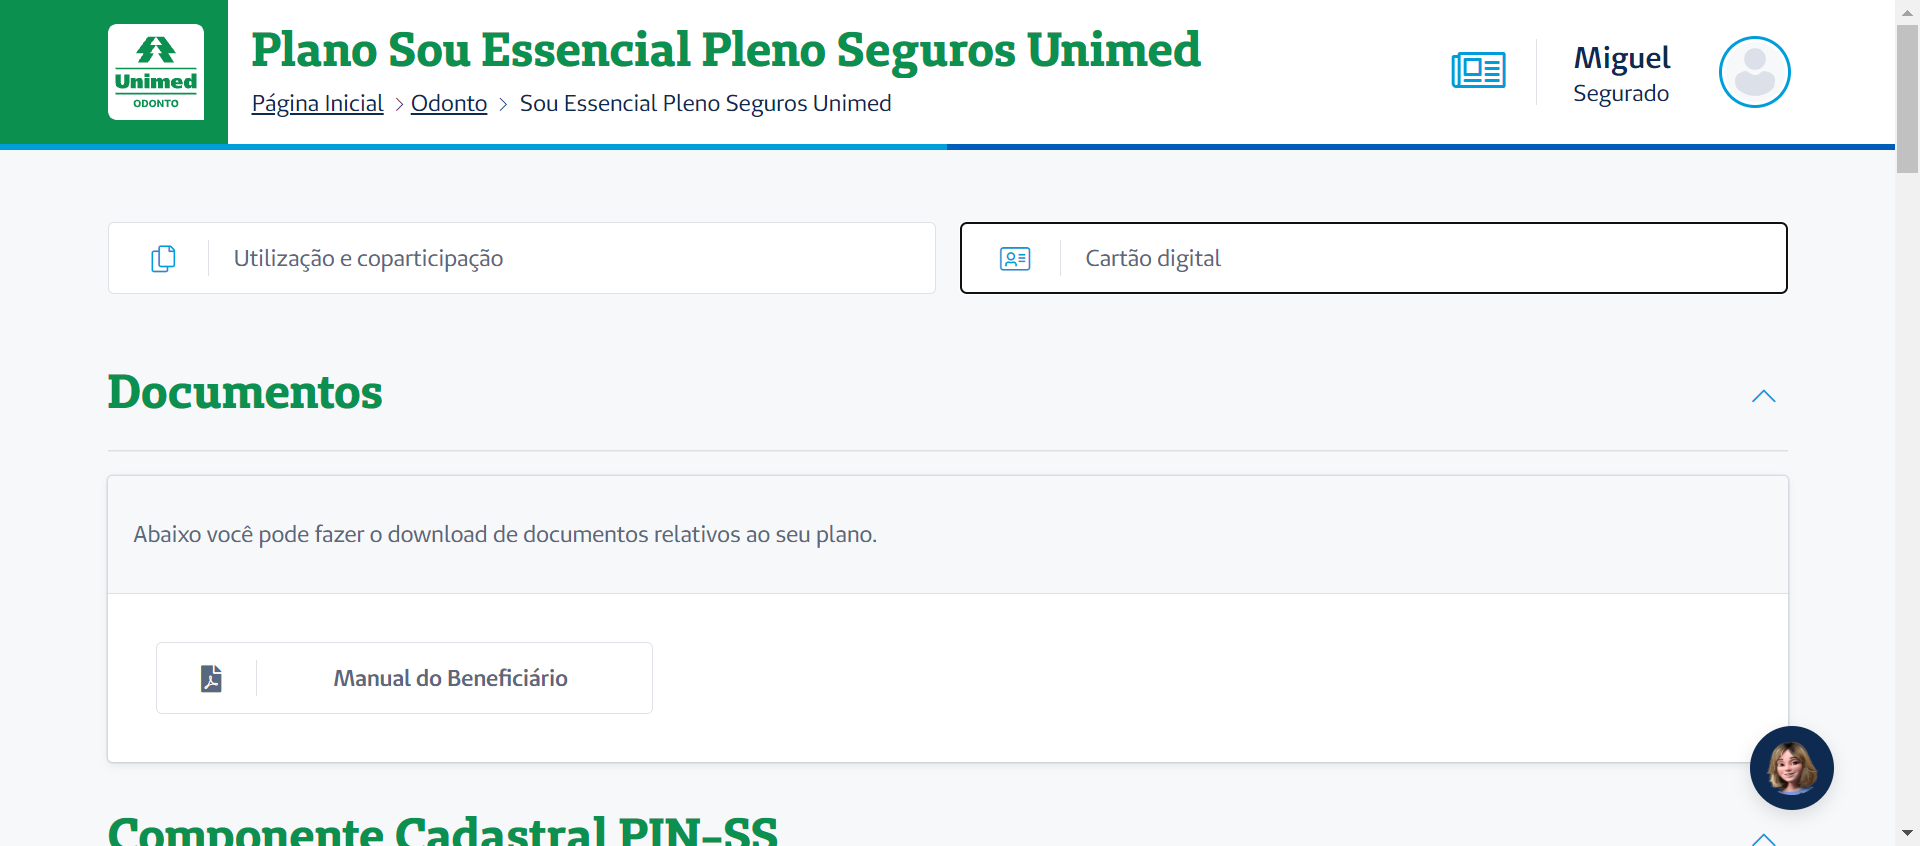 Unimed
ODONTO
Plano Sou Essencial Pleno Seguros Unimed
Página Inicial > Odonto > Sou Essencial Pleno Seguros Unimed
Miguel
Segurado
Utilização e coparticipação
Cartão digital
Documentos
Abaixo você pode fazer o download de documentos relativos ao seu plano.
Manual do Beneficiário
Componente Cadastral PIN-SS